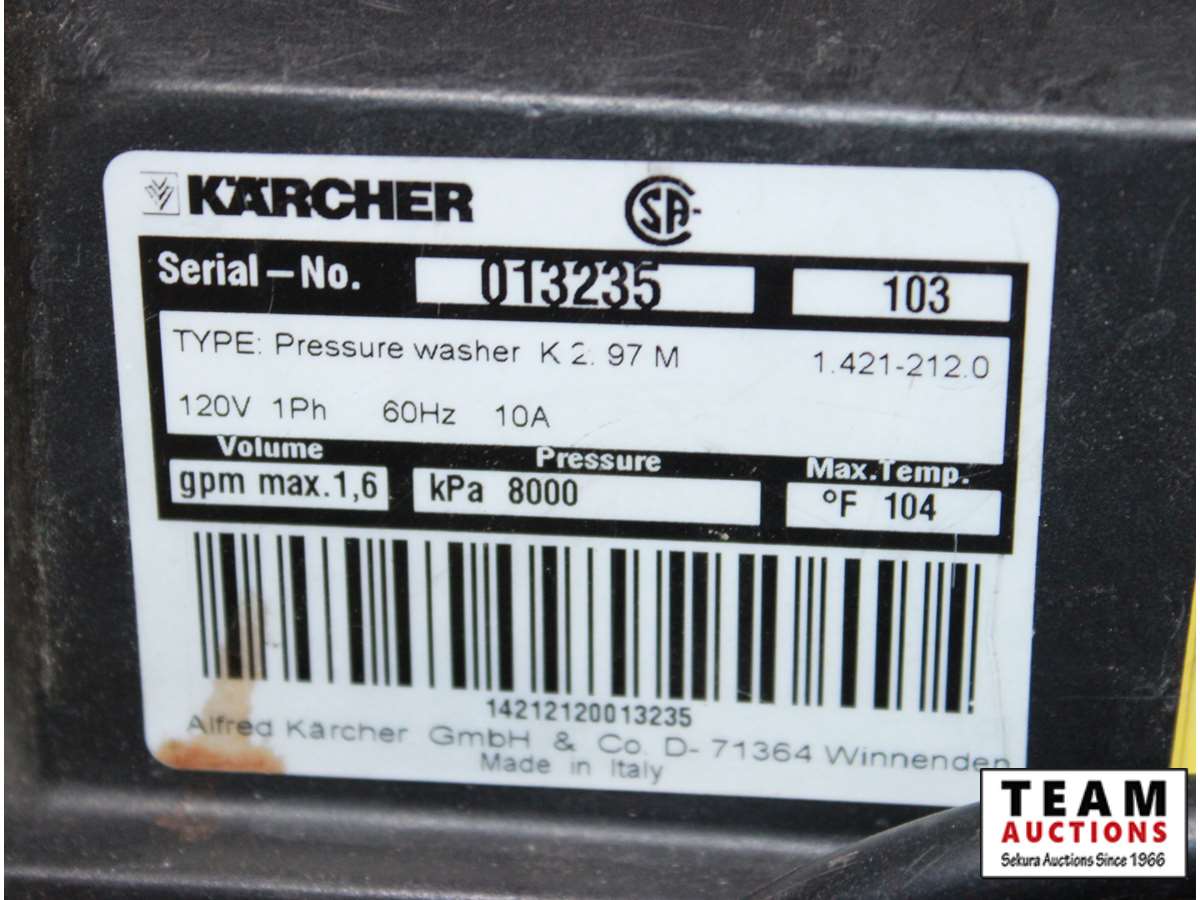 KÄRCHER
SA
Serial – No. 013235 103
TYPE: Pressure washer K 2. 97 M 1.421-212.0
120V 1Ph 60Hz 10A
Volume Pressure Max.Temp.
gpm max.1,6 kPa 8000 °F 104
14212120013235
Alfred Kärcher GmbH & Co. D- 71364 Winnenden
Made in Italy
TEAM
AUCTIONS
Sekura Auctions Since 1966